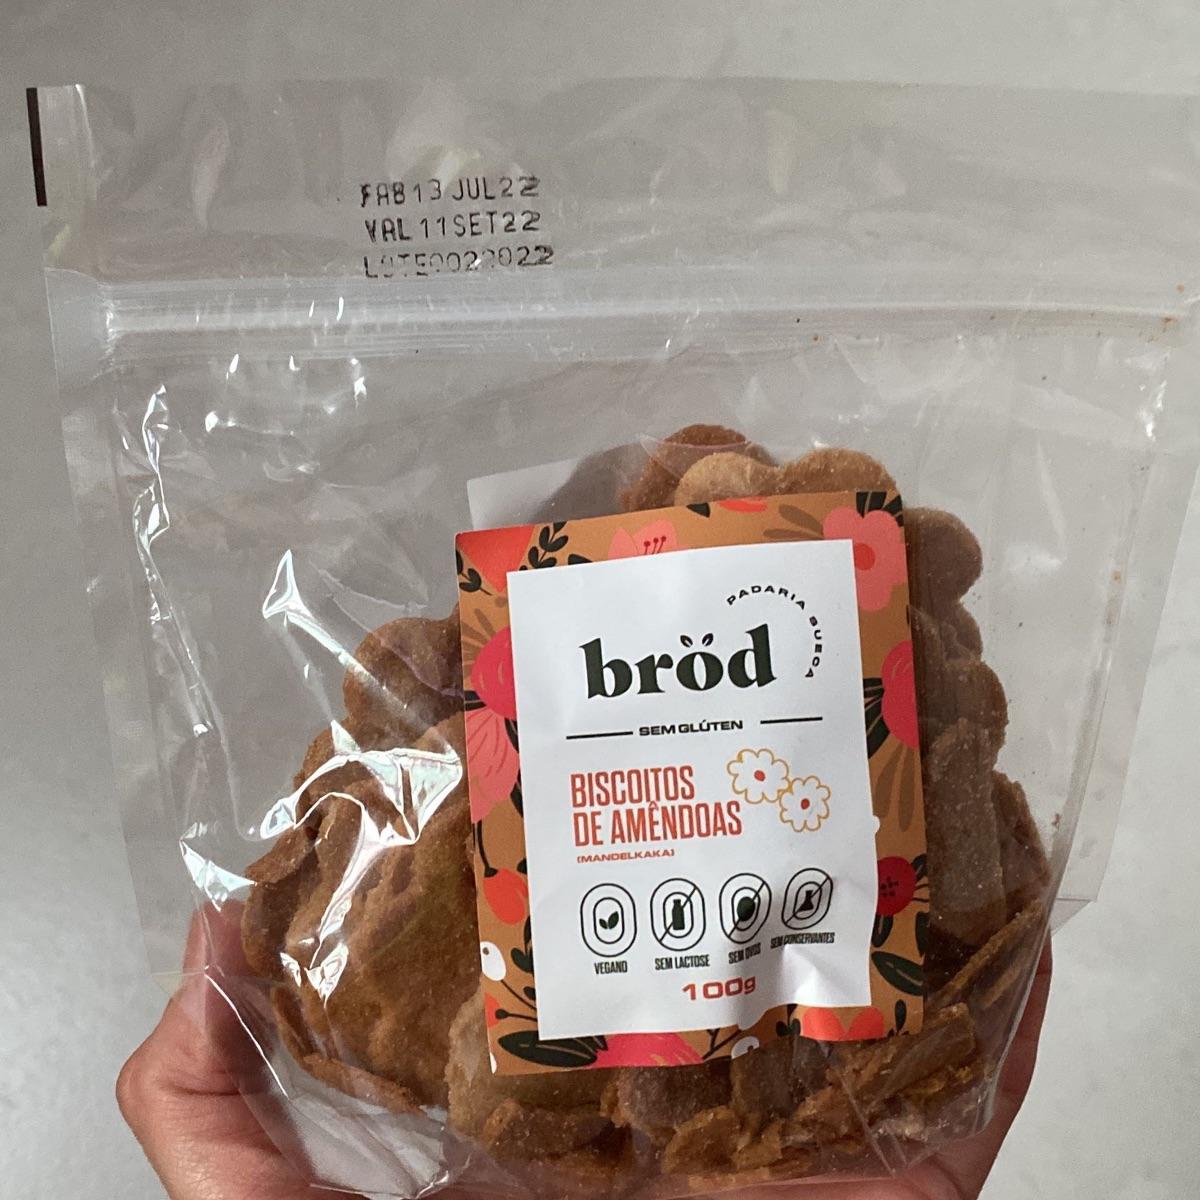 FAB 13 JUL22
VAL 11SET22
PADARIA SUECA
bröd
SEM GLÚTEN
BISCOITOS
DE AMÊNDOAS
(MANDELKAKA)
VEGANO
SEM LACTOSE
SEM OVOS
SEM CONSERVANTES
100g